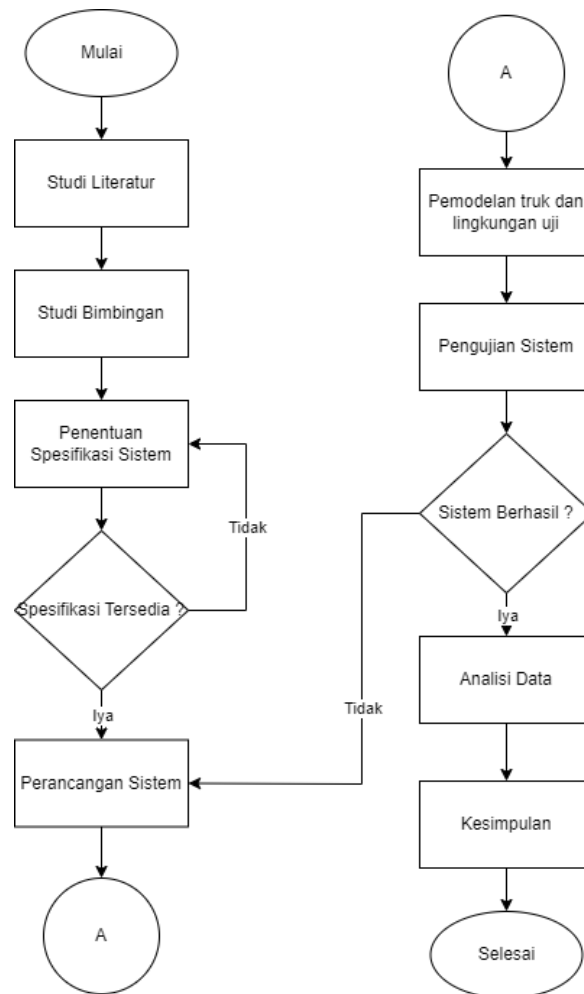 Mulai
Studi Literatur
Studi Bimbingan
Penentuan
Spesifikasi Sistem
Tidak
Spesifikasi Tersedia ?
Iya
Perancangan Sistem
A
A
Pemodelan truk dan
lingkungan uji
Pengujian Sistem
Sistem Berhasil ?
Tidak
Iya
Analisi Data
Kesimpulan
Selesai